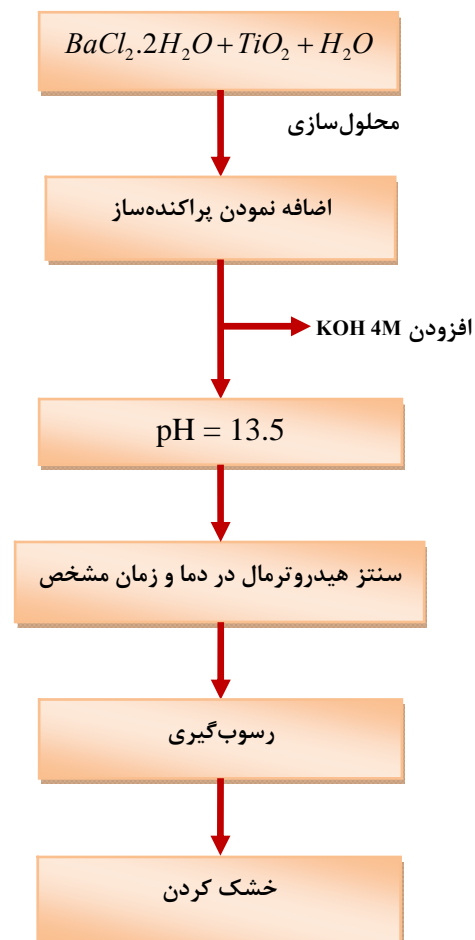 BaCl₂.2H₂O+TiO₂+H₂O
محلول‌سازی
اضافه نمودن پراکنده‌ساز
افزودن KOH 4M
pH = 13.5
سنتز هیدروترمال در دما و زمان مشخص
رسوب‌گیری
خشک کردن